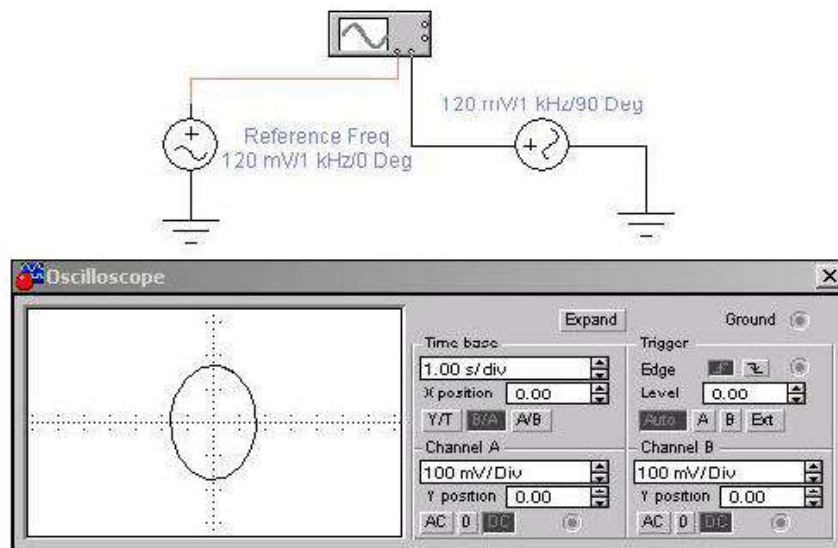 120 mV/1 kHz/90 Deg
Reference Freq
120 mV/1 kHz/0 Deg
Oscilloscope
Expand
Ground
Time base
1.00 s/div
X position 0.00
Y/T B/A A/B
Trigger
Edge
Level 0.00
Auto A B Ext
Channel A
100 mV/Div
Y position 0.00
AC 0 DC
Channel B
100 mV/Div
Y position 0.00
AC 0 DC